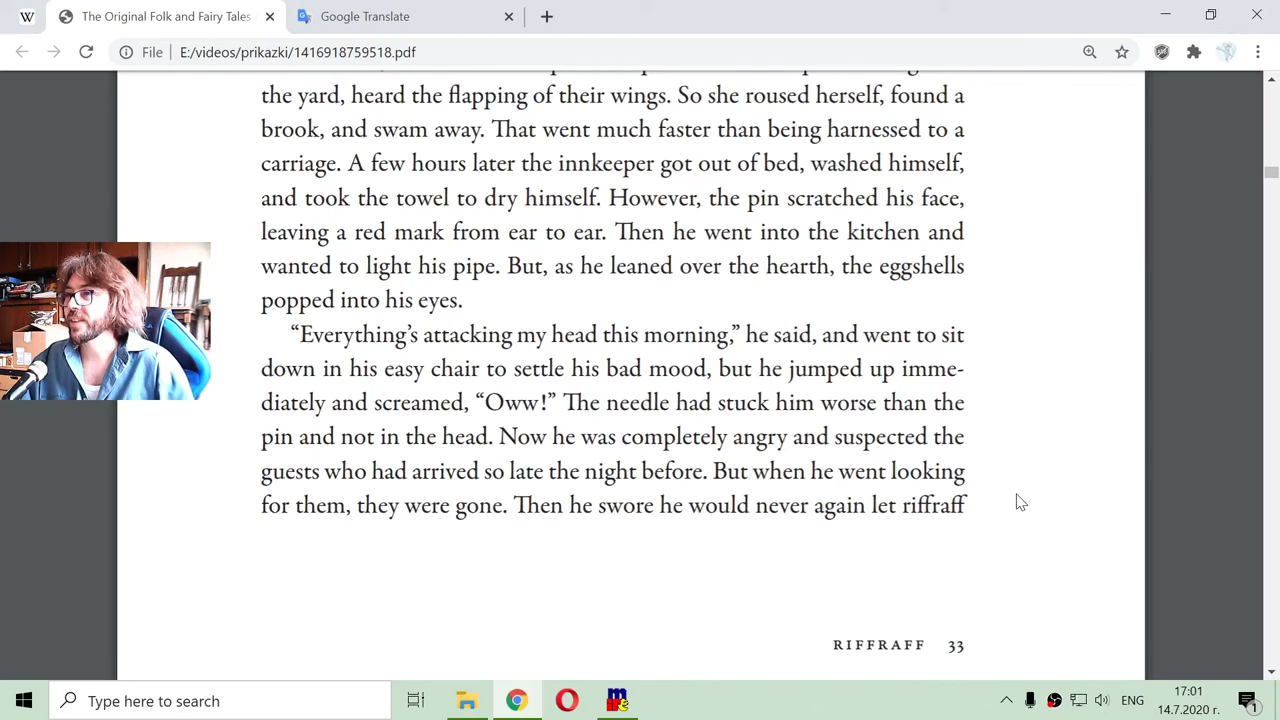 The Original Folk and Fairy Tales
Google Translate
File
E:/videos/prikazki/1416918759518.pdf
the yard, heard the flapping of their wings. So she roused herself, found a
brook, and swam away. That went much faster than being harnessed to a
carriage. A few hours later the innkeeper got out of bed, washed himself,
and took the towel to dry himself. However, the pin scratched his face,
leaving a red mark from ear to ear. Then he went into the kitchen and
wanted to light his pipe. But, as he leaned over the hearth, the eggshells
popped into his eyes.
“Everything’s attacking my head this morning,” he said, and went to sit
down in his easy chair to settle his bad mood, but he jumped up imme-
diately and screamed, “Oww!” The needle had stuck him worse than the
pin and not in the head. Now he was completely angry and suspected the
guests who had arrived so late the night before. But when he went looking
for them, they were gone. Then he swore he would never again let riffraff
RIFFRAFF 33
Type here to search
ЕНГ
17:01
14.7.2020 г.
1